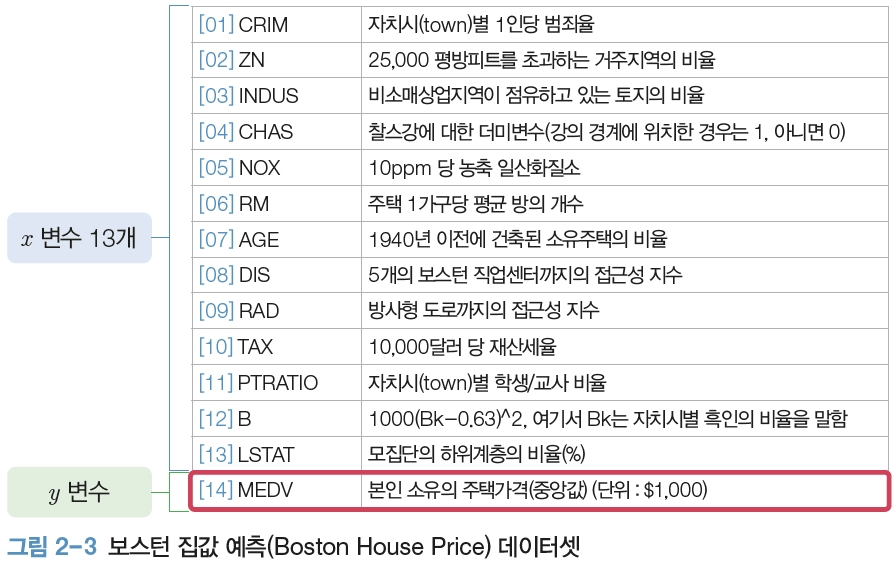 [01] CRIM 자치시(town)별 1인당 범죄율
[02] ZN 25,000 평방피트를 초과하는 거주지역의 비율
[03] INDUS 비소매상업지역이 점유하고 있는 토지의 비율
[04] CHAS 찰스강에 대한 더미변수(강의 경계에 위치한 경우는 1, 아니면 0)
[05] NOX 10ppm 당 농축 일산화질소
[06] RM 주택 1가구당 평균 방의 개수
x 변수 13개
[07] AGE 1940년 이전에 건축된 소유주택의 비율
[08] DIS 5개의 보스턴 직업센터까지의 접근성 지수
[09] RAD 방사형 도로까지의 접근성 지수
[10] TAX 10,000달러 당 재산세율
[11] PTRATIO 자치시(town)별 학생/교사 비율
[12] B 1000(Bk-0.63)^2, 여기서 Bk는 자치시별 흑인의 비율을 말함
[13] LSTAT 모집단의 하위계층의 비율(%)
y 변수
[14] MEDV 본인 소유의 주택가격(중앙값) (단위 : $1,000)
그림 2-3 보스턴 집값 예측(Boston House Price) 데이터셋